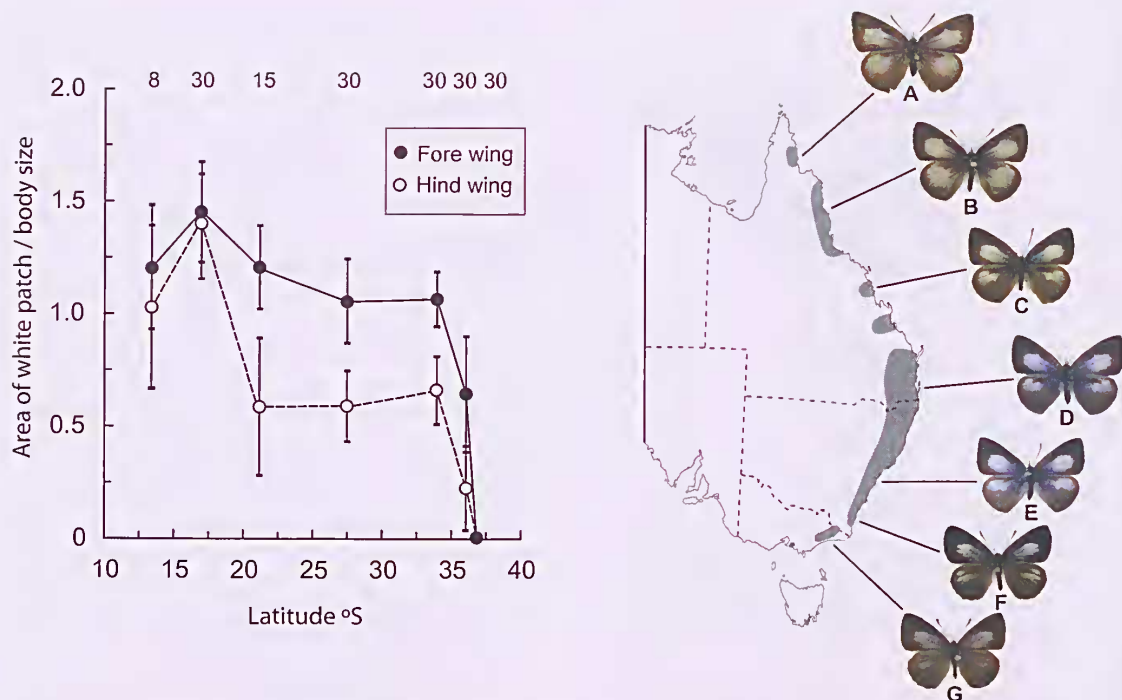 8 30 15 30 30 30 30
2.0
1.5
1.0
0.5
0
Area of white patch / body size
Fore wing
Hind wing
10 15 20 25 30 35 40
Latitude ºS
A
B
C
D
E
F
G